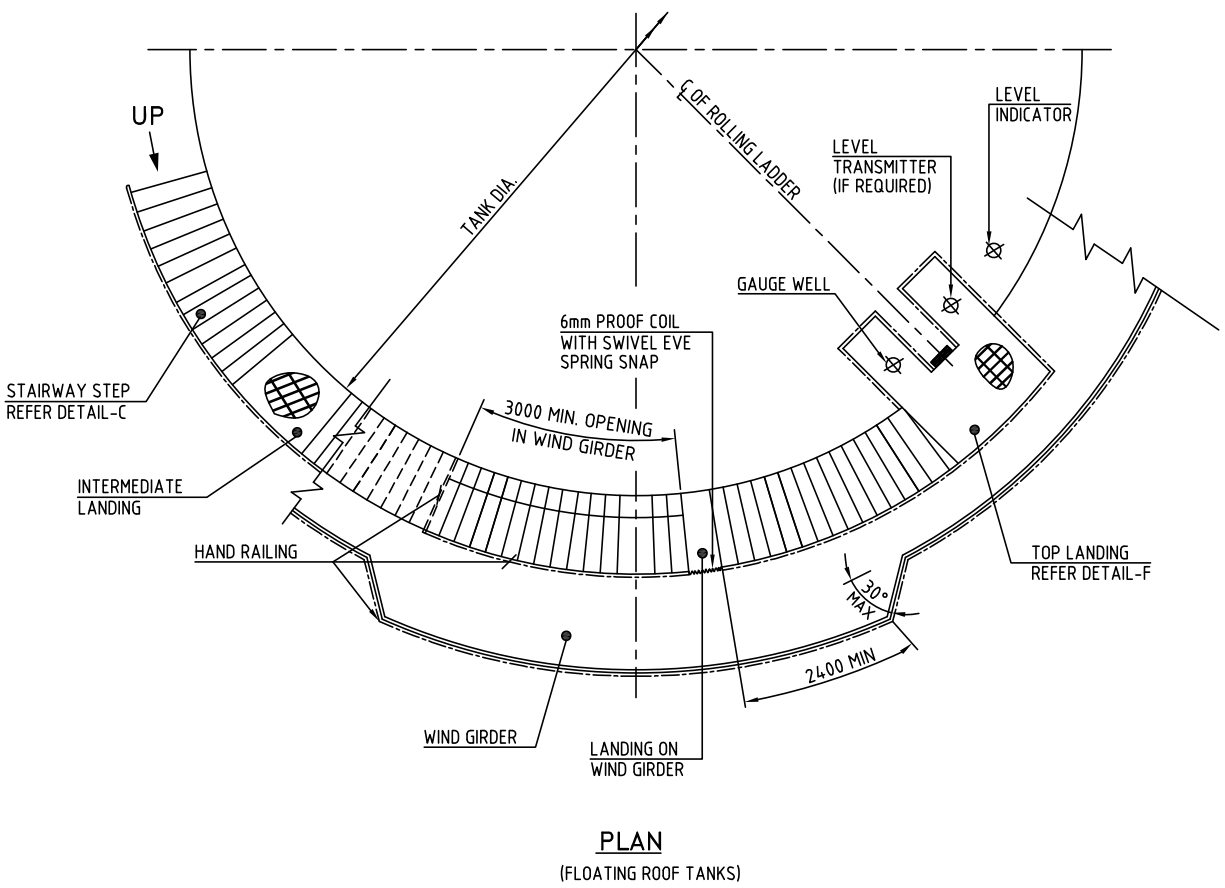 UP
TANK DIA.
℄ OF ROLLING LADDER
LEVEL
INDICATOR
LEVEL
TRANSMITTER
(IF REQUIRED)
GAUGE WELL
6mm PROOF COIL
WITH SWIVEL EVE
SPRING SNAP
STAIRWAY STEP
REFER DETAIL-C
3000 MIN. OPENING
IN WIND GIRDER
INTERMEDIATE
LANDING
HAND RAILING
TOP LANDING
REFER DETAIL-F
30°
MAX
2400 MIN
WIND GIRDER
LANDING ON
WIND GIRDER
PLAN
(FLOATING ROOF TANKS)